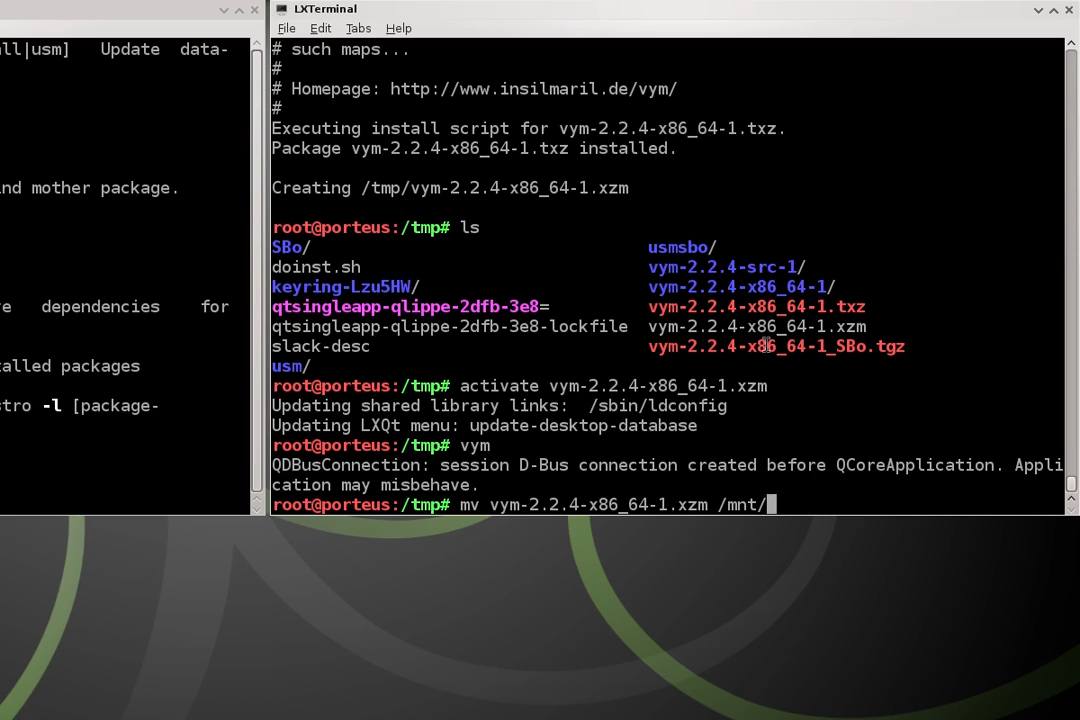 all|usm]   Update  data-
and mother package.
e   dependencies   for
talled packages
stro -l [package-
LXTerminal
File Edit Tabs Help
# such maps...
#
# Homepage: http://www.insilmaril.de/vym/
#
Executing install script for vym-2.2.4-x86_64-1.txz.
Package vym-2.2.4-x86_64-1.txz installed.
Creating /tmp/vym-2.2.4-x86_64-1.xzm
root@porteus:/tmp# ls
SBo/ usmsbo/
doinst.sh vym-2.2.4-src-1/
keyring-Lzu5HW/ vym-2.2.4-x86_64-1/
qtsingleapp-qlippe-2dfb-3e8= vym-2.2.4-x86_64-1.txz
qtsingleapp-qlippe-2dfb-3e8-lockfile vym-2.2.4-x86_64-1.xzm
slack-desc vym-2.2.4-x86_64-1_SBo.tgz
usm/
root@porteus:/tmp# activate vym-2.2.4-x86_64-1.xzm
Updating shared library links:  /sbin/ldconfig
Updating LXQt menu: update-desktop-database
root@porteus:/tmp# vym
QDBusConnection: session D-Bus connection created before QCoreApplication. Appli
cation may misbehave.
root@porteus:/tmp# mv vym-2.2.4-x86_64-1.xzm /mnt/